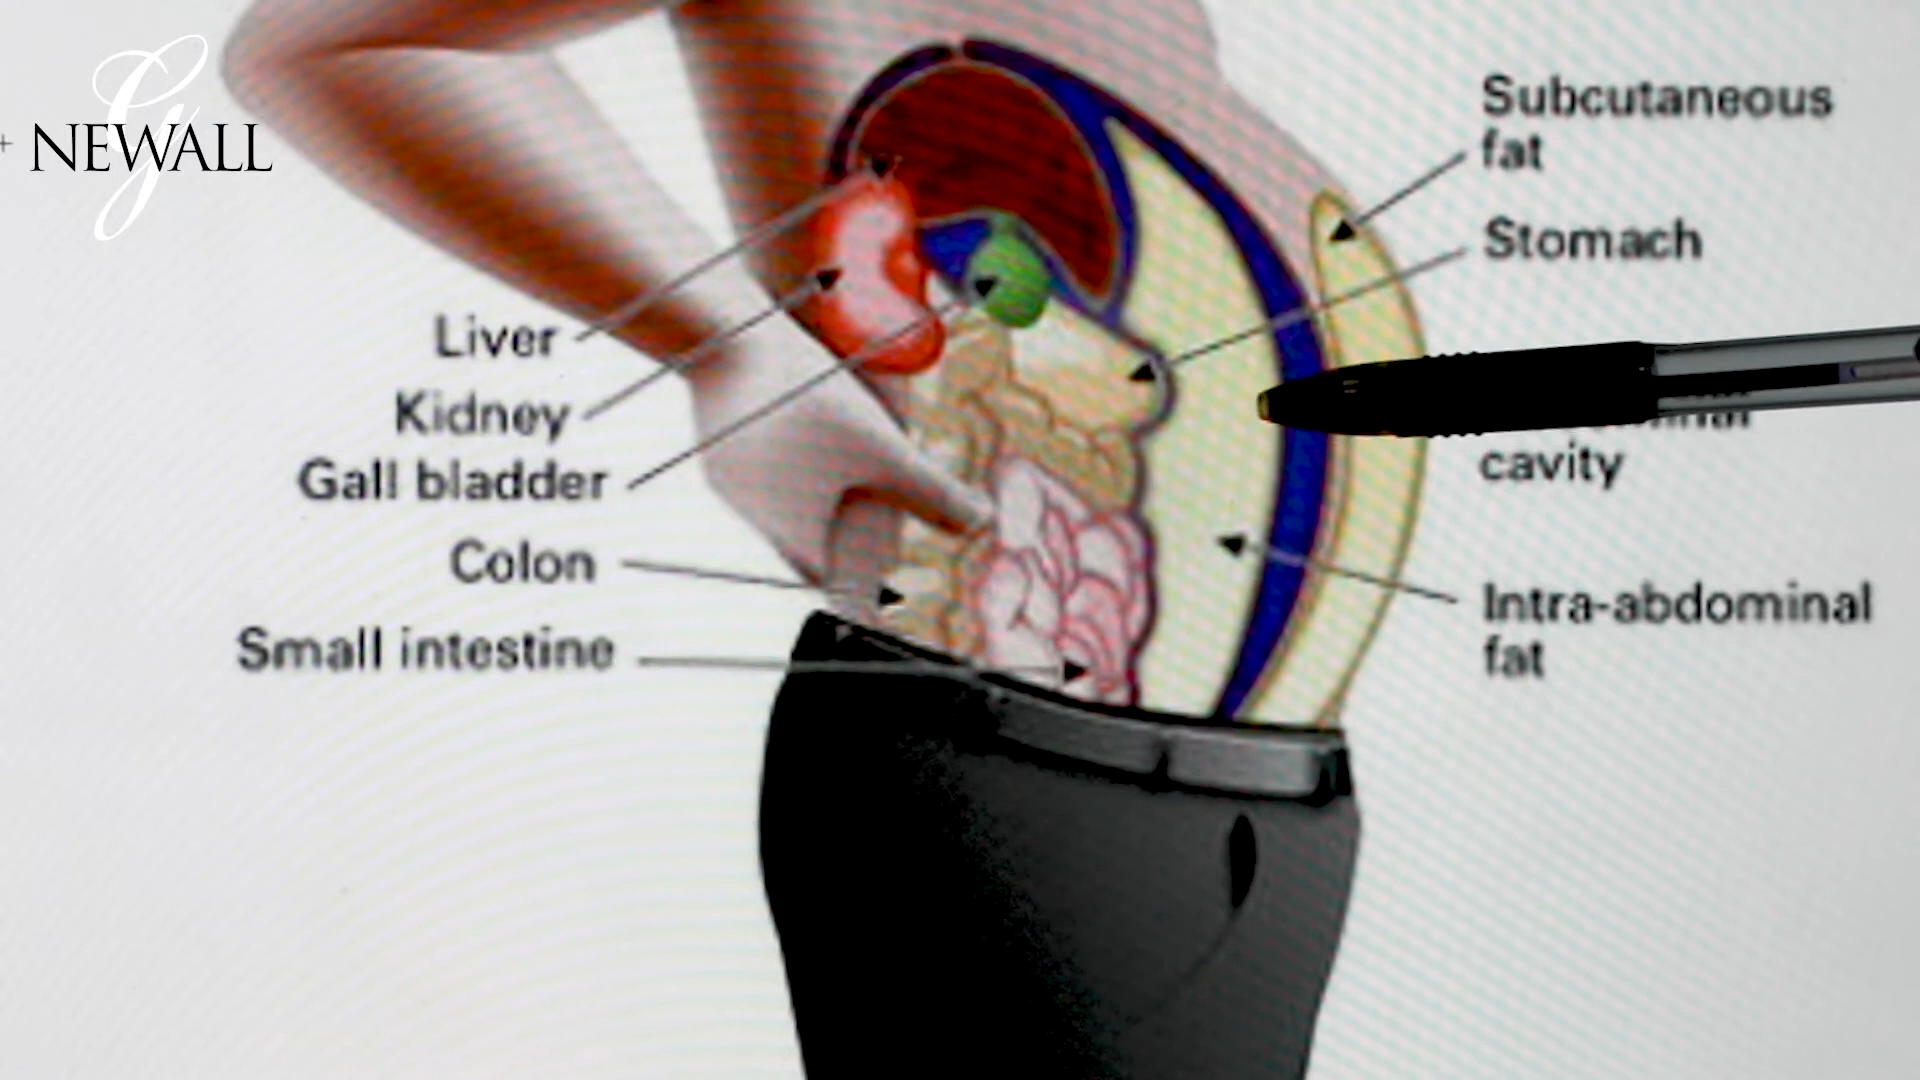 G
NEWALL
Subcutaneous
fat
Stomach
Liver
Kidney
Gall bladder
cavity
Colon
Intra-abdominal
fat
Small intestine